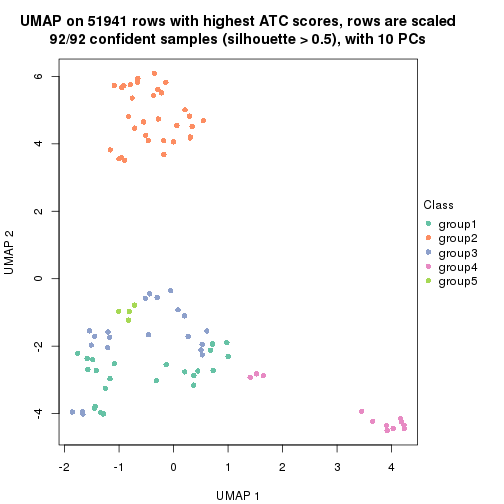 UMAP on 51941 rows with highest ATC scores, rows are scaled
92/92 confident samples (silhouette > 0.5), with 10 PCs
6
4
2
0
-2
-4
UMAP 2
-2
-1
0
1
2
3
4
UMAP 1
Class
group1
group2
group3
group4
group5